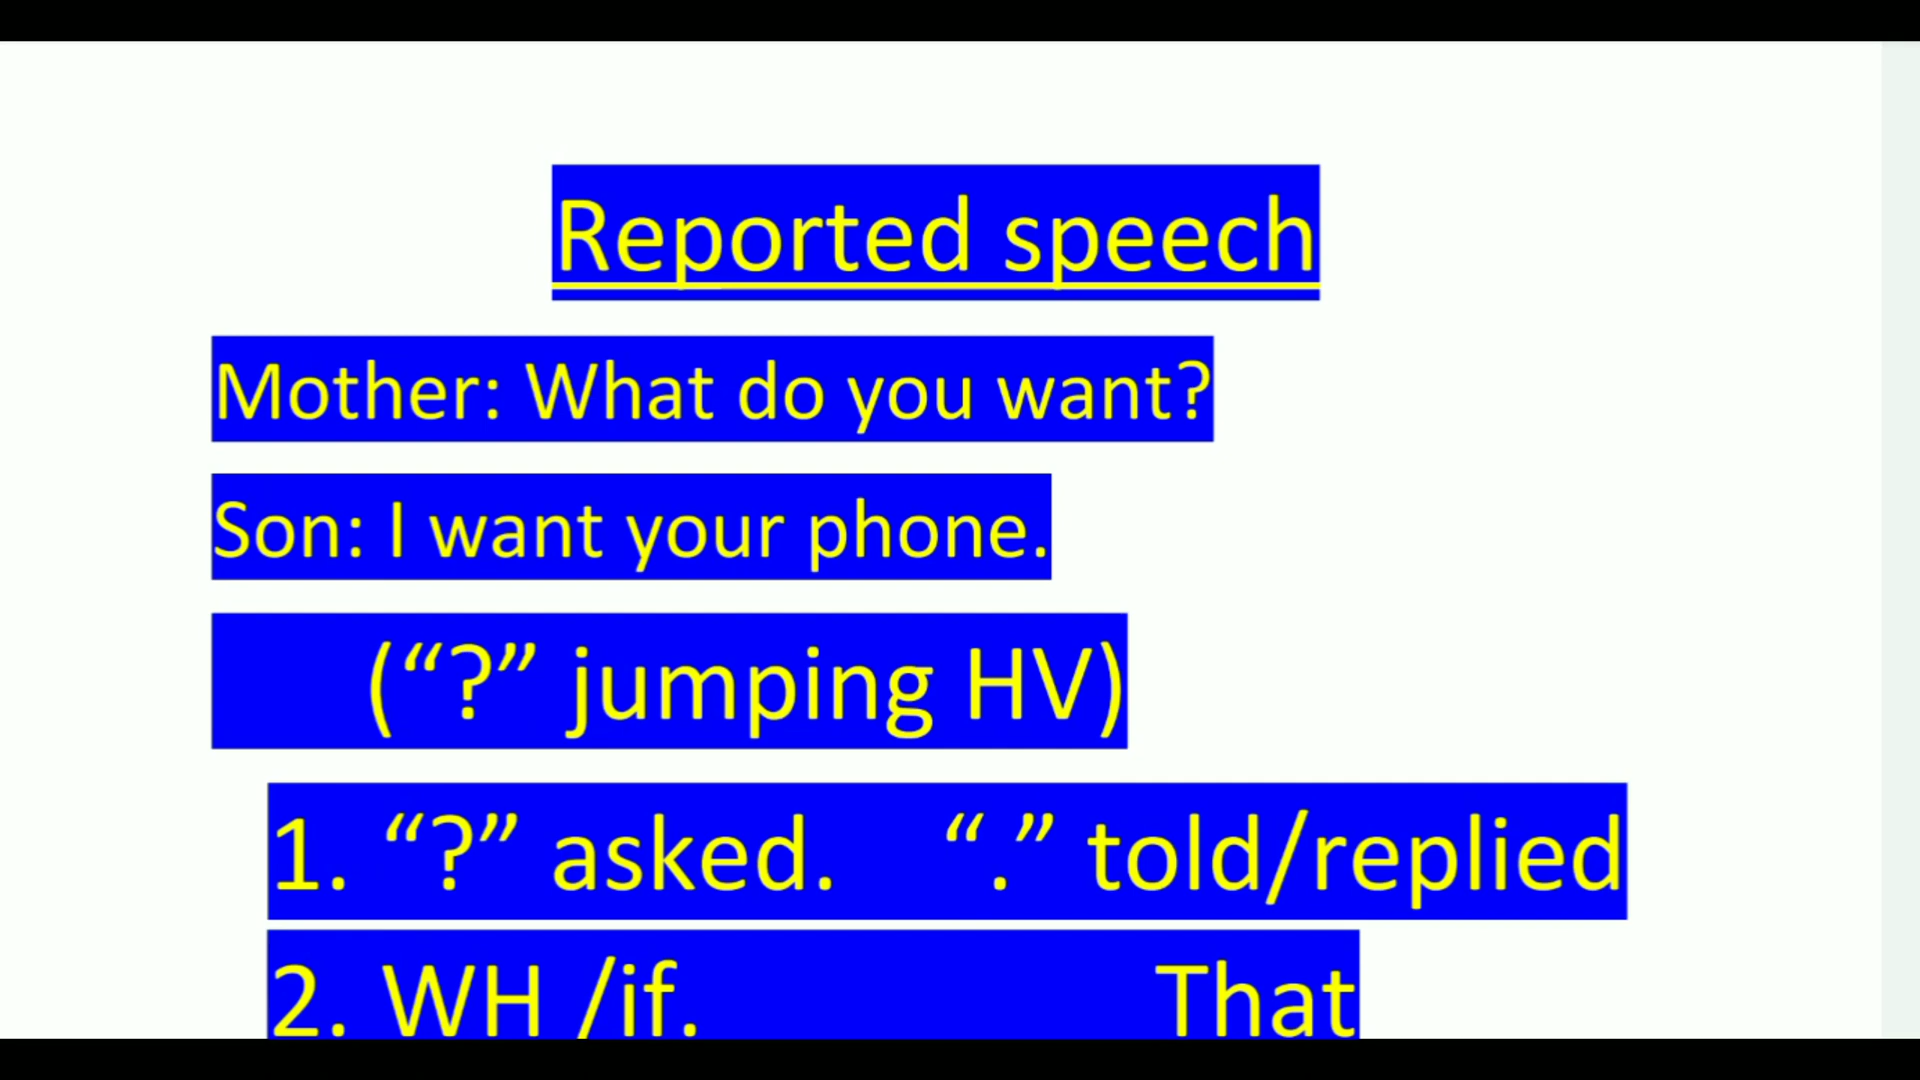 Reported speech
Mother: What do you want?
Son: I want your phone.
(“?” jumping HV)
1. “?” asked. “.” told/replied
2. WH /if. That